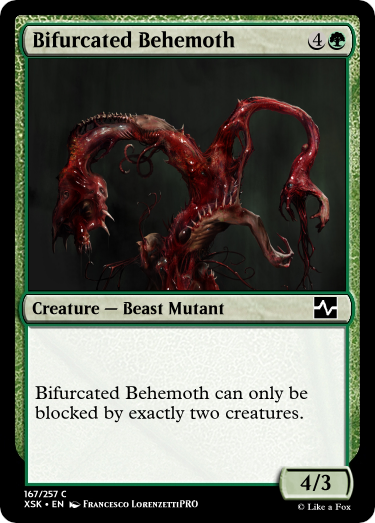 Bifurcated Behemoth 4
Creature — Beast Mutant
Bifurcated Behemoth can only be
blocked by exactly two creatures.
4/3
167/257 C
XSK • EN Francesco LorenzettiPRO
© Like a Fox